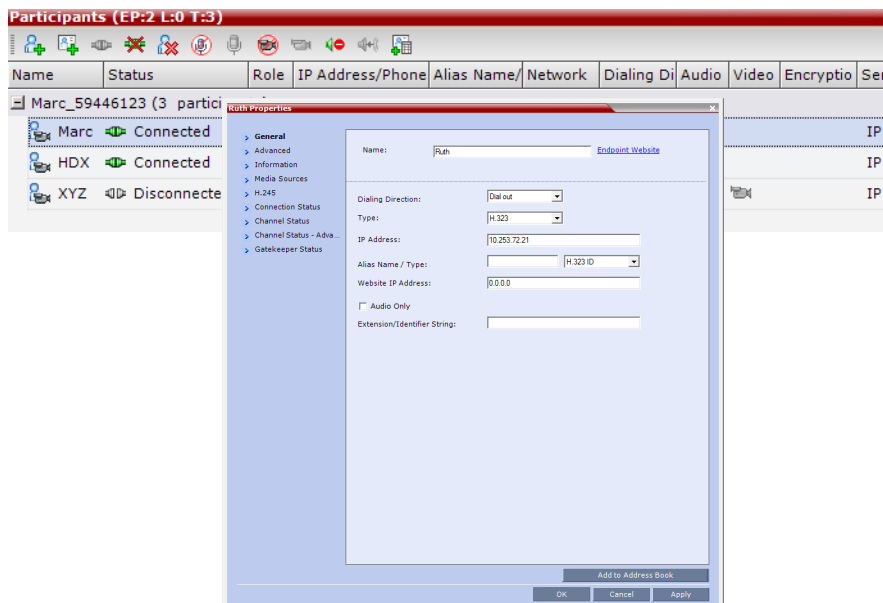 Participants (EP:2 L:0 T:3)
Name Status Role IP Address/Phone Alias Name/ Network Dialing Di Audio Video Encryptio Ser
Marc_59446123 (3 partici
Marc Connected IP
HDX Connected IP
XYZ Disconnecte IP
Ruth Properties
General
Advanced
Information
Media Sources
H.245
Connection Status
Channel Status
Channel Status - Adva...
Gatekeeper Status
Name: Ruth Endpoint Website
Dialing Direction: Dial out
Type: H.323
IP Address: 10.253.72.21
Alias Name / Type: H.323 ID
Website IP Address: 0.0.0.0
Audio Only
Extension/Identifier String:
Add to Address Book
OK Cancel Apply